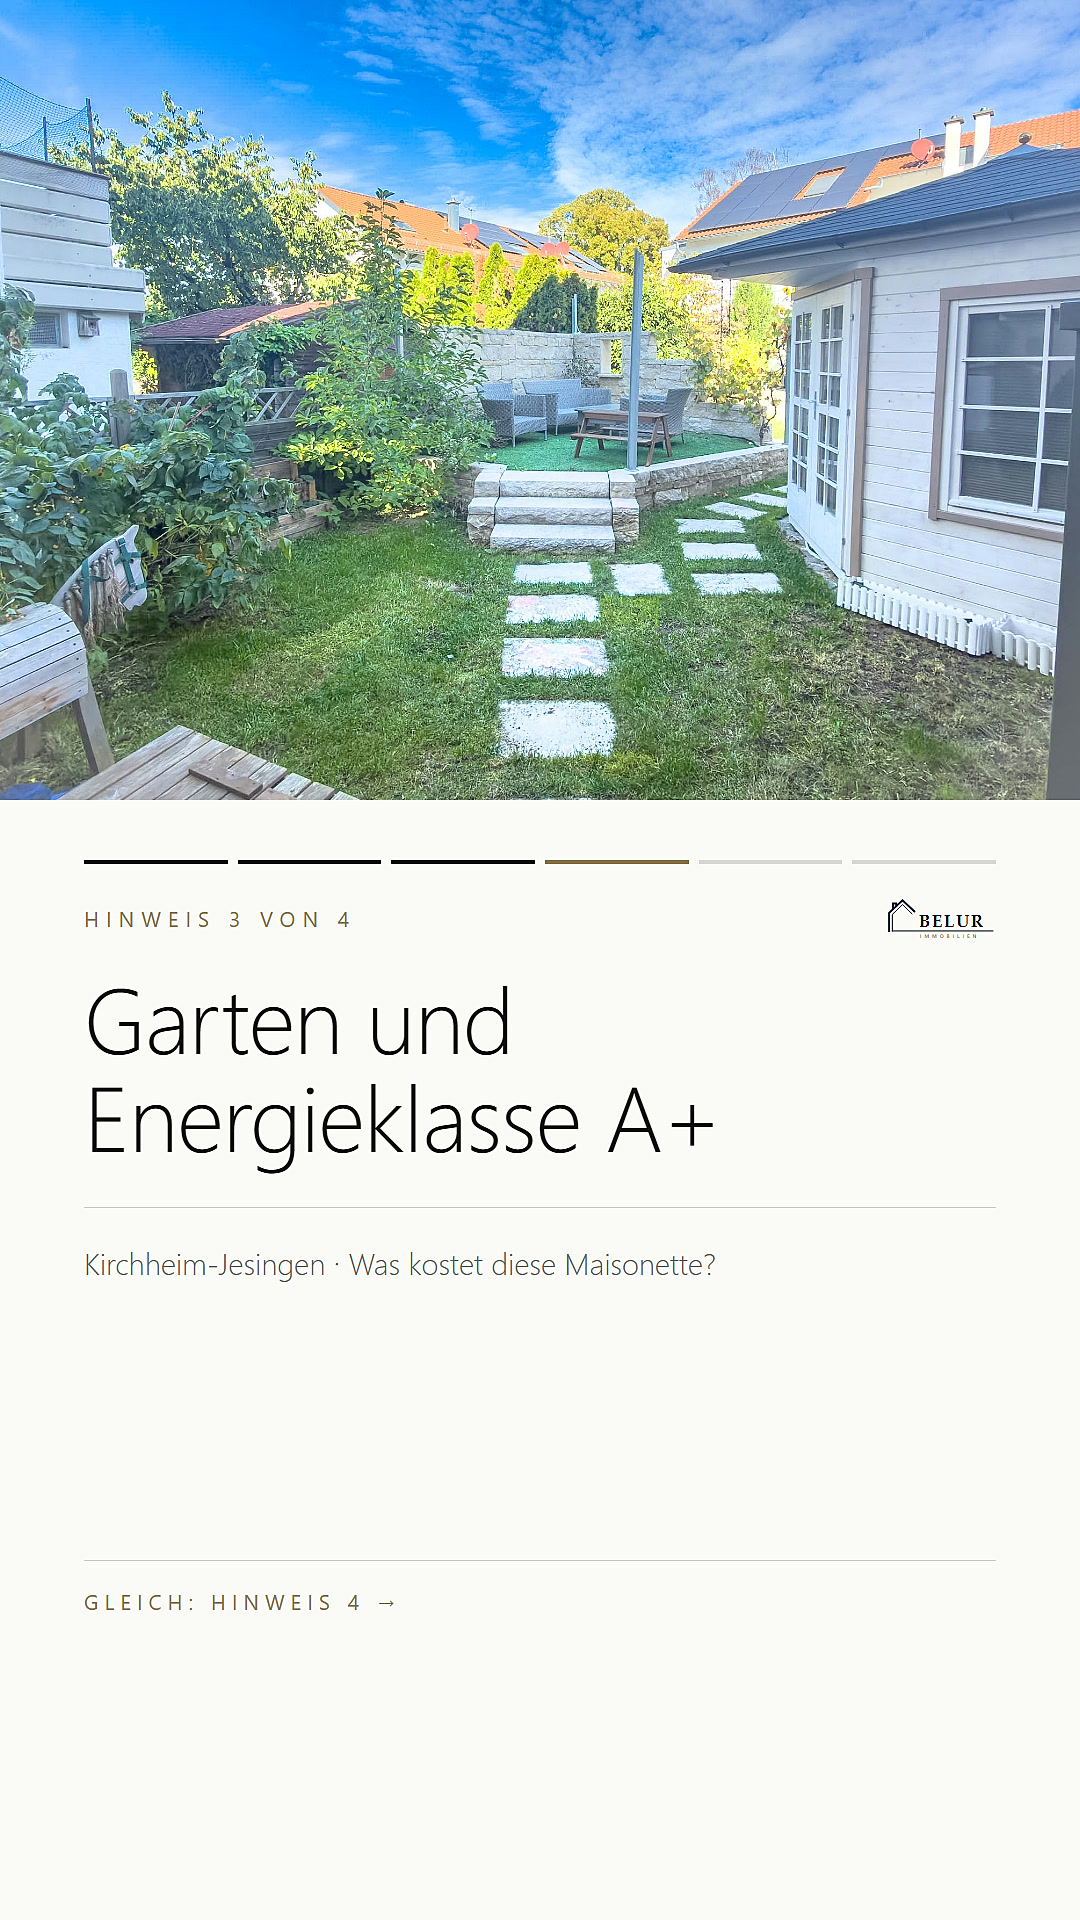 HINWEIS 3 VON 4
BELUR
IMMOBILIEN
Garten und
Energieklasse A+
Kirchheim-Jesingen · Was kostet diese Maisonette?
GLEICH: HINWEIS 4 →